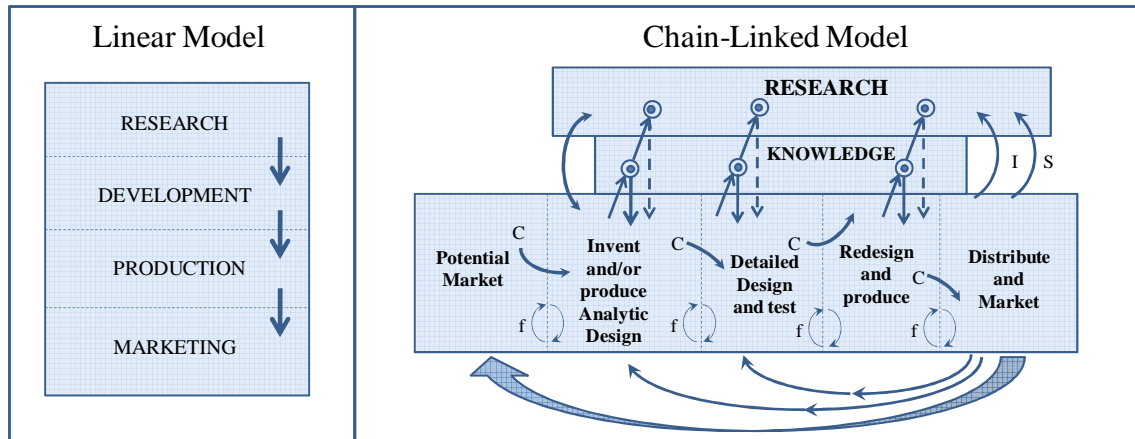 Linear Model
RESEARCH
DEVELOPMENT
PRODUCTION
MARKETING
Chain-Linked Model
RESEARCH
KNOWLEDGE
I
S
C
Potential
Market
f
Invent
and/or
produce
Analytic
Design
C
f
Detailed
Design
and test
C
f
Redesign
and
produce
C
f
Distribute
and
Market